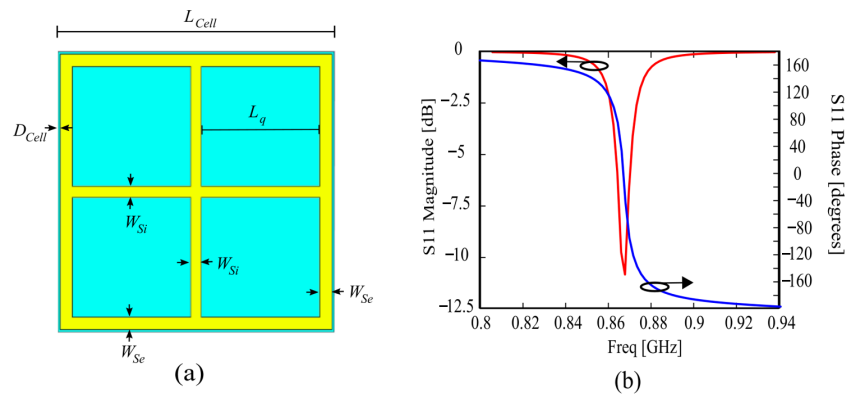 L_Cell
D_Cell
L_q
W_Si
W_Si
W_Se
W_Se
(a)
S11 Magnitude [dB]
0
−2.5
−5
−7.5
−10
−12.5
0.8
0.82
0.84
0.86
0.88
0.9
0.92
0.94
Freq [GHz]
180
160
120
80
40
0
−40
−80
−120
−160
S11 Phase [degrees]
(b)